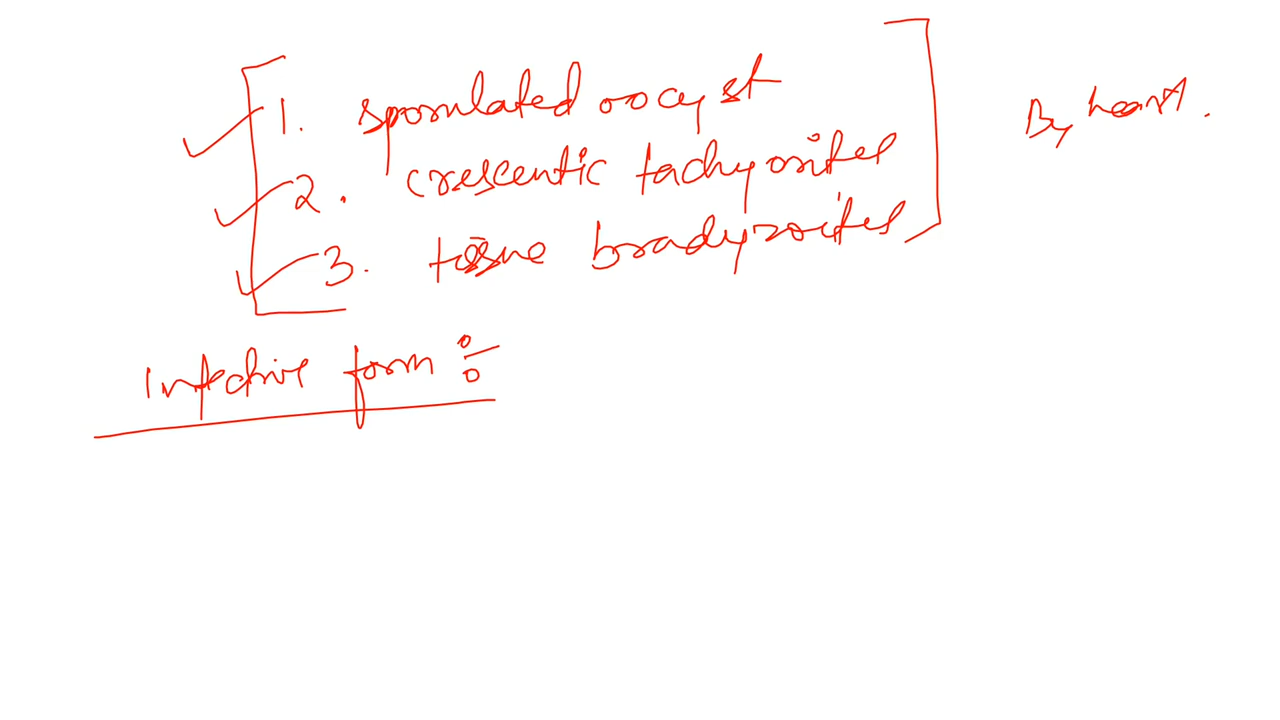 1. sporulated oocyst
2. crescentic tachyzoites
3. tissue bradyzoites
By heart.
Infective form :